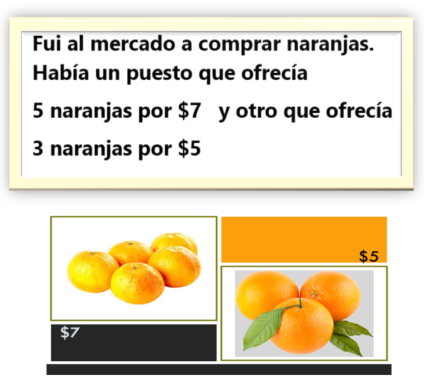 Fui al mercado a comprar naranjas.
Había un puesto que ofrecía
5 naranjas por $7 y otro que ofrecía
3 naranjas por $5
$5
$7